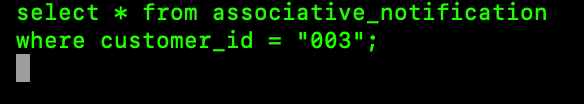 select * from associative_notification
where customer_id = "003";